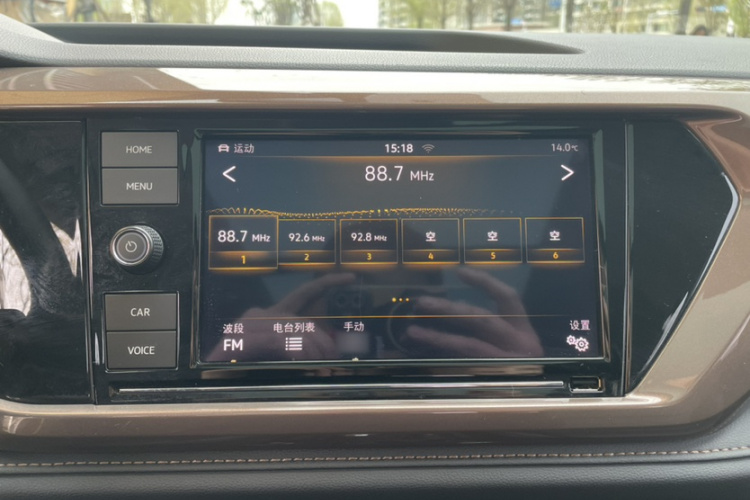 HOME
MENU
CAR
VOICE
运动 15:18 14.0℃
< 88.7 MHz >
88.7 MHz 92.6 MHz 92.8 MHz 空 空 空
1 2 3 4 5 6
波段 电台列表 手动 设置
FM